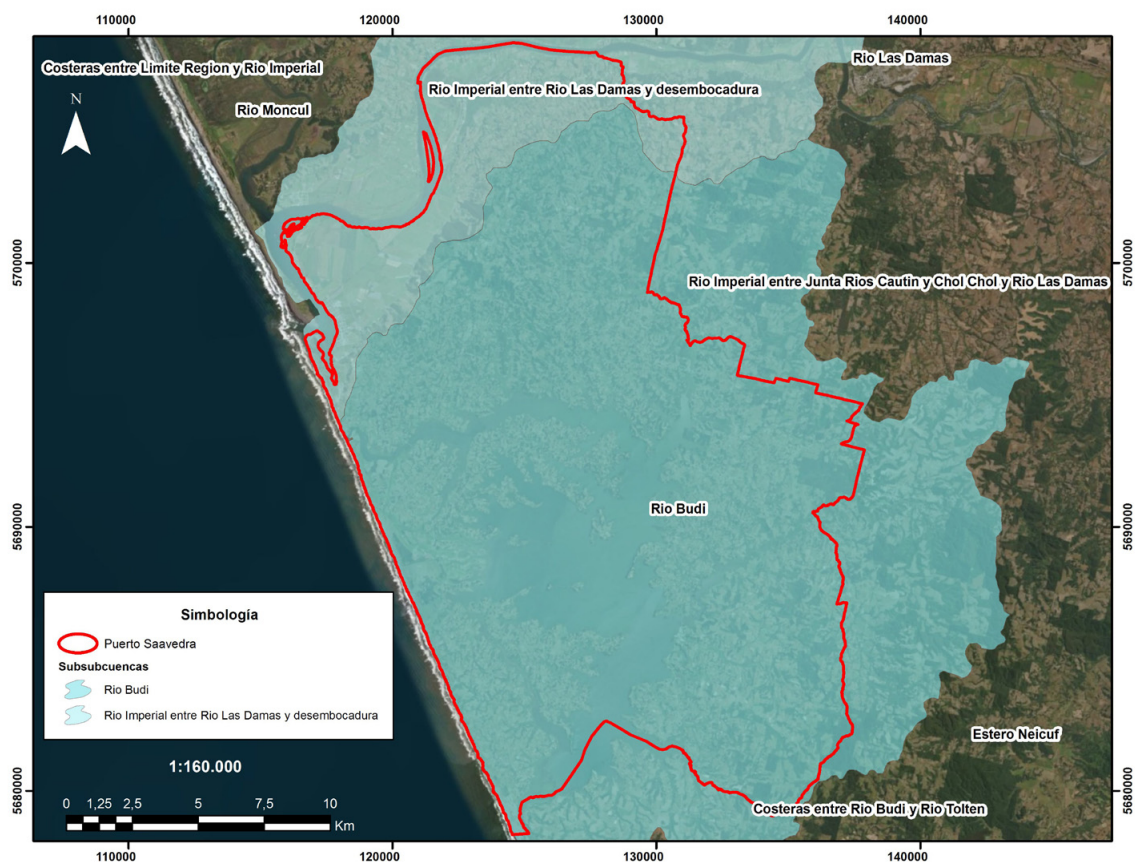 110000 120000 130000 140000
Costeras entre Limite Region y Rio Imperial
Rio Las Damas
Rio Imperial entre Rio Las Damas y desembocadura
Rio Moncul
N
5700000 5700000
Rio Imperial entre Junta Rios Cautin y Chol Chol y Rio Las Damas
Rio Budi
5690000 5690000
Simbología
Puerto Saavedra
Subsubcuencas
Rio Budi
Rio Imperial entre Rio Las Damas y desembocadura
Estero Neicuf
1:160.000
5680000 5680000
0 1,25 2,5 5 7,5 10
Km
Costeras entre Rio Budi y Rio Tolten
110000 120000 130000 140000